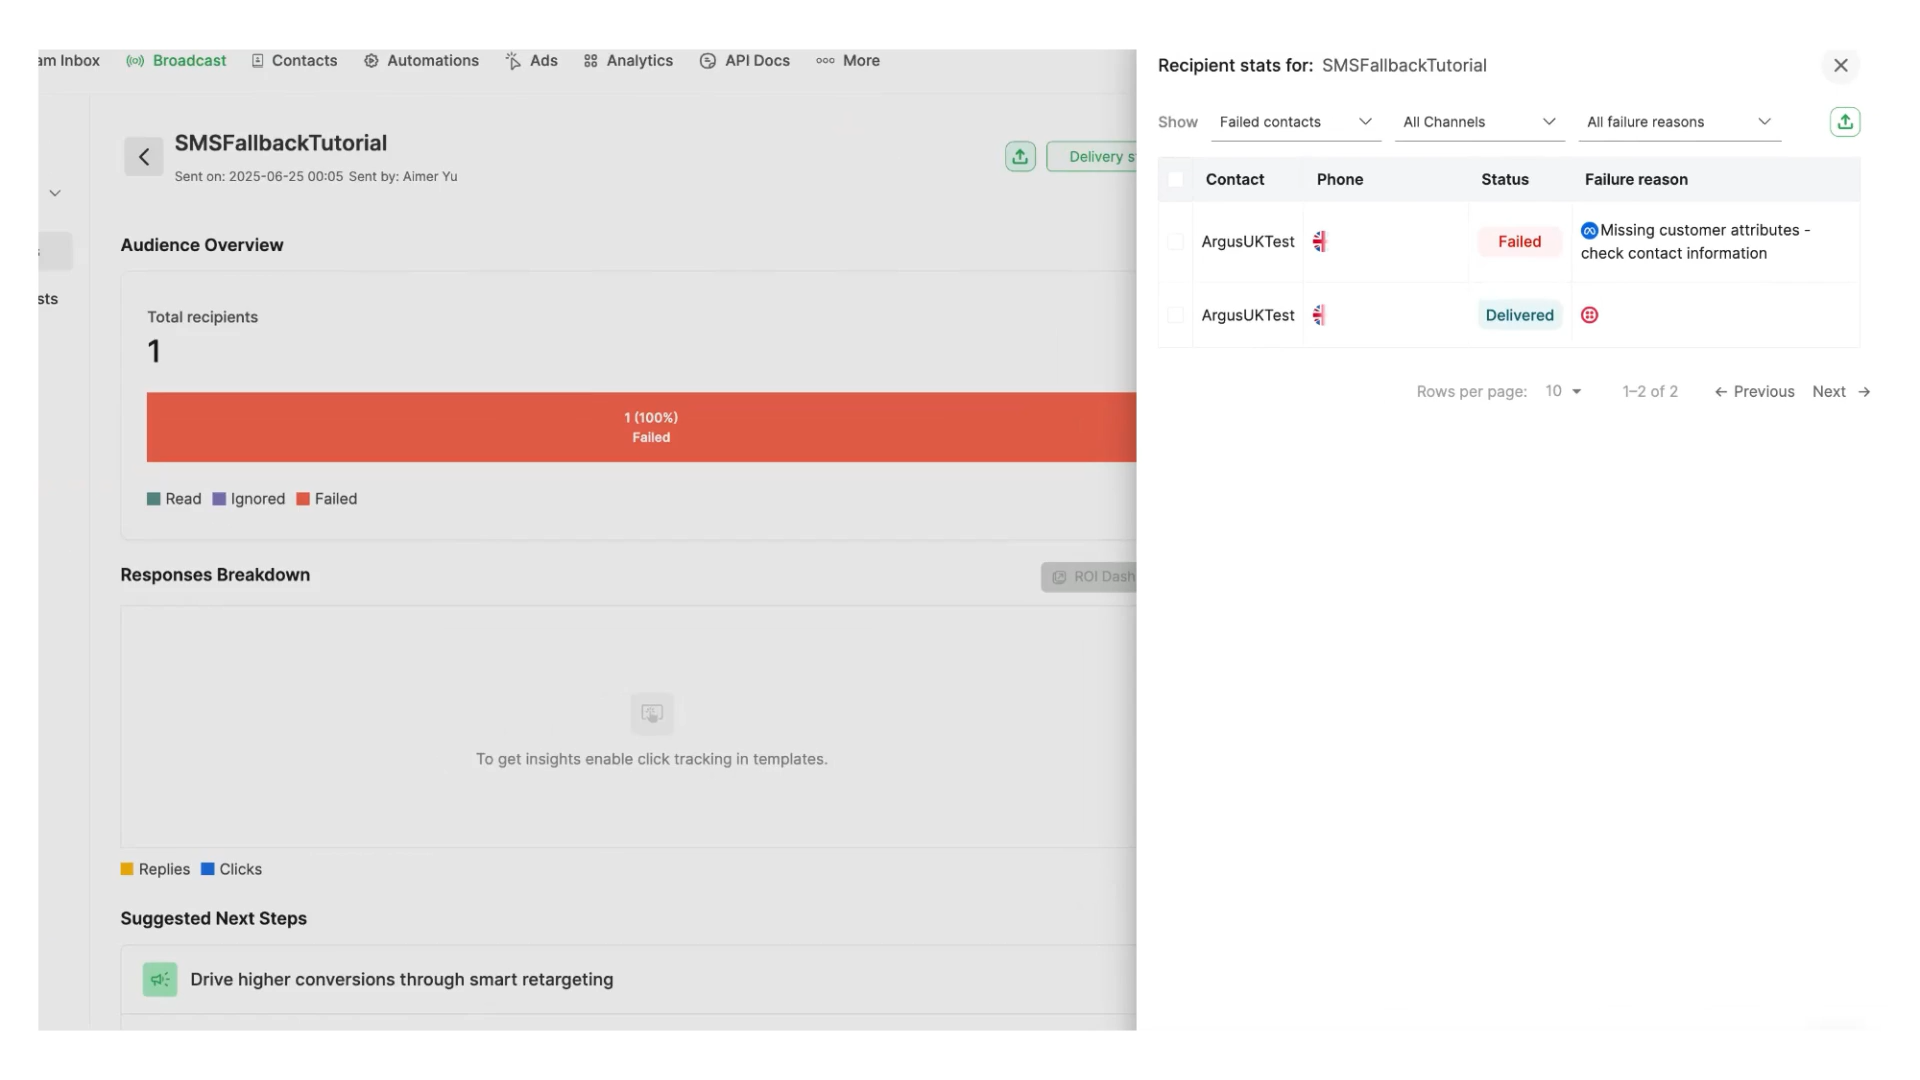 am Inbox
Broadcast
Contacts
Automations
Ads
Analytics
API Docs
More
SMSFallbackTutorial
Sent on: 2025-06-25 00:05 Sent by: Aimer Yu
Delivery s
sts
Audience Overview
Total recipients
1
1 (100%)
Failed
Read
Ignored
Failed
Responses Breakdown
ROI Dash
To get insights enable click tracking in templates.
Replies
Clicks
Suggested Next Steps
Drive higher conversions through smart retargeting
Recipient stats for: SMSFallbackTutorial
Show
Failed contacts
All Channels
All failure reasons
Contact
Phone
Status
Failure reason
ArgusUKTest
Failed
Missing customer attributes -
check contact information
ArgusUKTest
Delivered
Rows per page: 10
1–2 of 2
Previous
Next